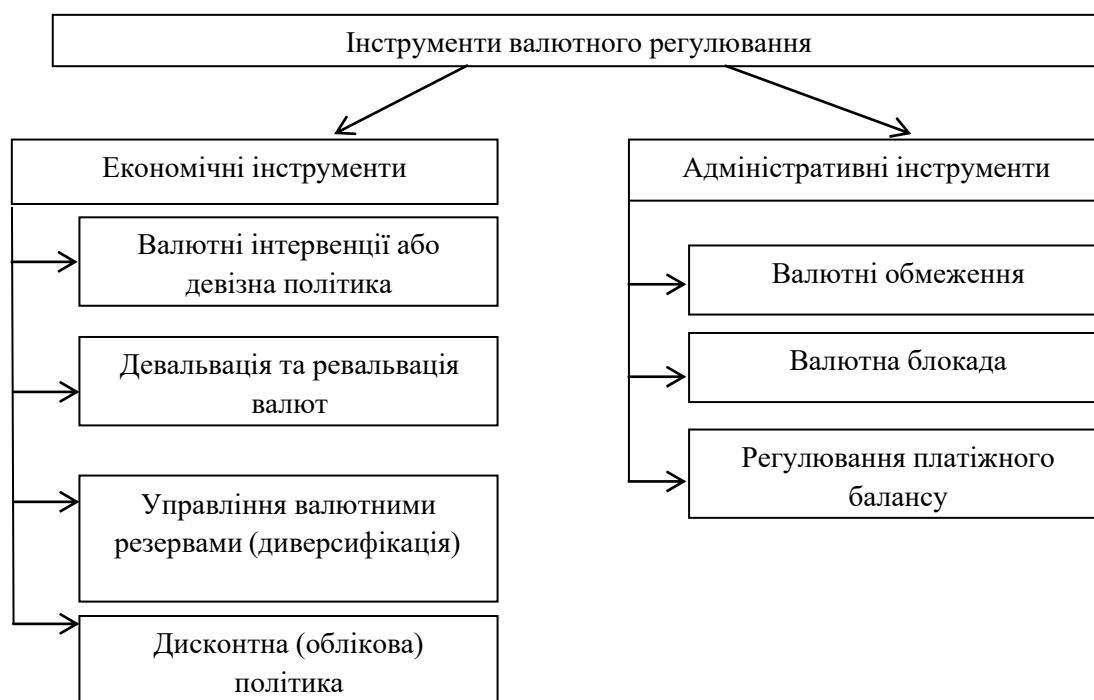 Інструменти валютного регулювання
Економічні інструменти
Валютні інтервенції або
девізна політика
Девальвація та ревальвація
валют
Управління валютними
резервами (диверсифікація)
Дисконтна (облікова)
політика
Адміністративні інструменти
Валютні обмеження
Валютна блокада
Регулювання платіжного
балансу